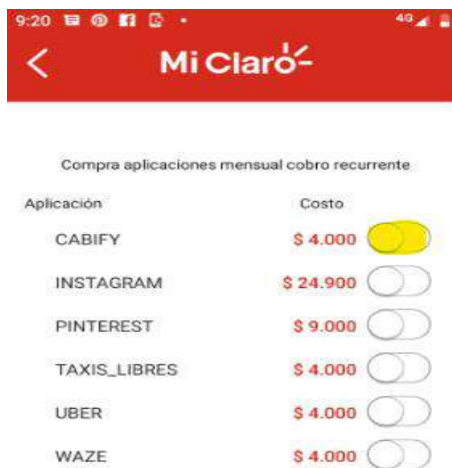 9:20
4G
Mi Claro
Compra aplicaciones mensual cobro recurrente
Aplicación Costo
CABIFY $ 4.000
INSTAGRAM $ 24.900
PINTEREST $ 9.000
TAXIS_LIBRES $ 4.000
UBER $ 4.000
WAZE $ 4.000